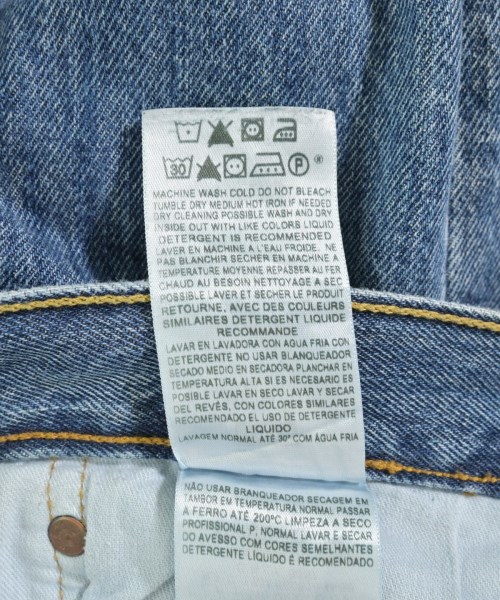 30 P ®
MACHINE WASH COLD DO NOT BLEACH
TUMBLE DRY MEDIUM HOT IRON IF NEEDED
DRY CLEANING POSSIBLE WASH AND DRY
INSIDE OUT WITH LIKE COLORS LIQUID
DETERGENT IS RECOMMENDED
LAVER EN MACHINE A L'EAU FROIDE. NE
PAS BLANCHIR SECHER EN MACHINE A
TEMPERATURE MOYENNE REPASSER AU FER
CHAUD AU BESOIN NETTOYAGE A SEC
POSSIBLE LAVER ET SECHER LE PRODUIT
RETOURNE, AVEC DES COULEURS
SIMILAIRES DETERGENT LIQUIDE
RECOMMANDE
LAVAR EN LAVADORA CON AGUA FRIA CON
DETERGENTE NO USAR BLANQUEADOR
SECADO MEDIO EN SECADORA PLANCHAR EN
TEMPERATURA ALTA SI ES NECESARIO ES
POSIBLE LAVAR EN SECO LAVAR Y SECAR
DEL REVÉS, CON COLORES SIMILARES
RECOMENDADO EL USO DE DETERGENTE
LIQUIDO
LAVAGEM NORMAL ATÉ 30° COM AGUA FRIA
NÃO USAR BRANQUEADOR SECAGEM EM
TAMBOR EM TEMPERATUR NORMAL PASSAR
A FERRO ATÉ 200ºC LIMPEZA A SECO
PROFISSIONAL P, NORMAL LAVAR E SECAR
DO AVESSO COM CORES SEMELHANTES
DETERGENTE LÍQUIDO É RECOMENDADO